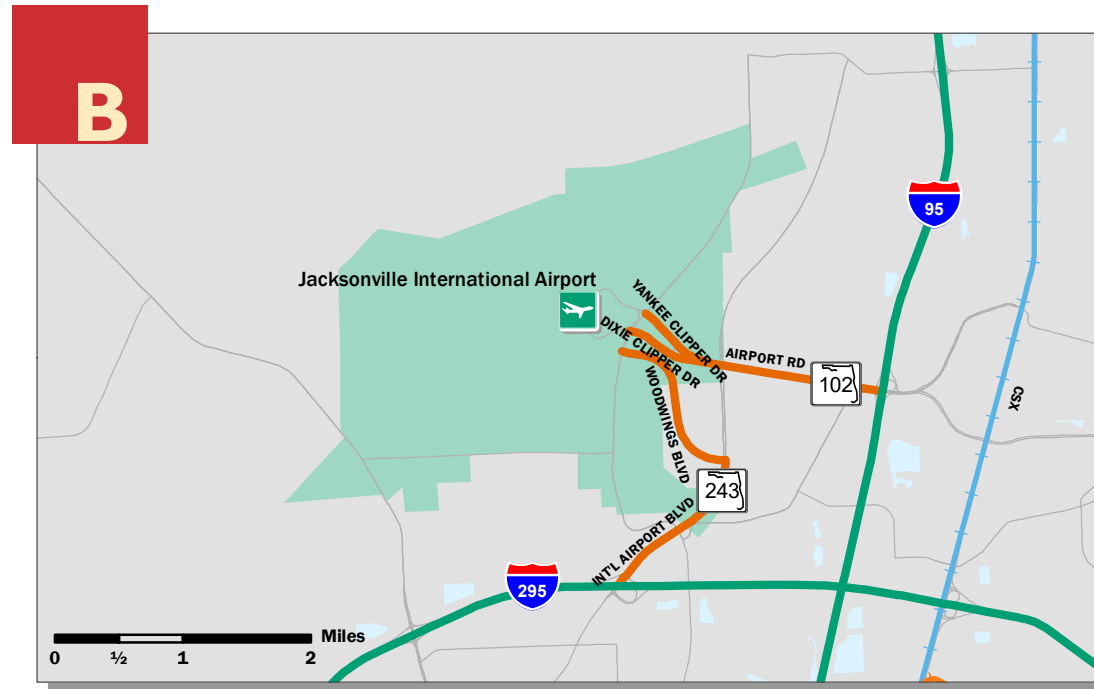 B
95
Jacksonville International Airport
YANKEE CLIPPER DR
DIXIE CLIPPER DR
AIRPORT RD
102
CSX
WOODWINGS BLVD
243
INT'L AIRPORT BLVD
295
Miles
0 ½ 1 2